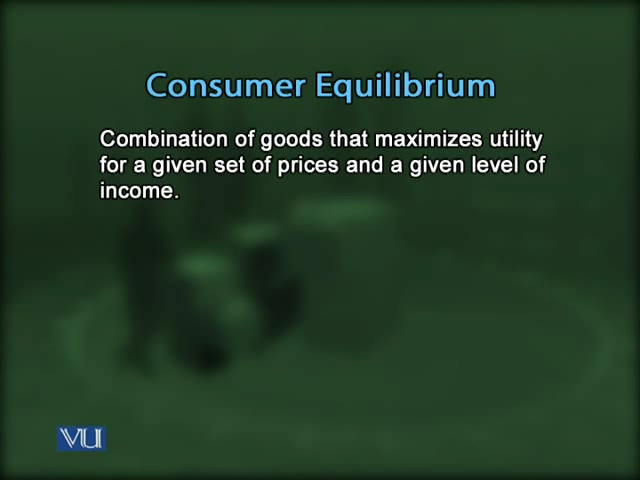 Consumer Equilibrium
Combination of goods that maximizes utility
for a given set of prices and a given level of
income.
VU